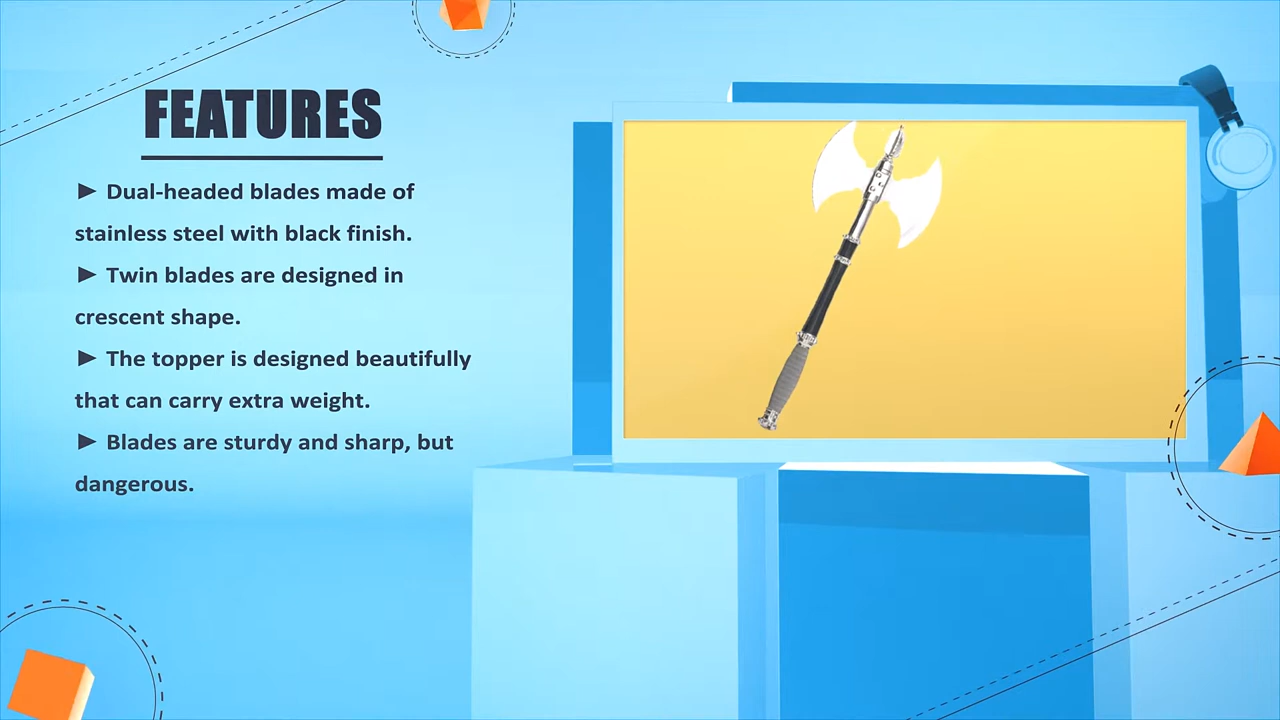 FEATURES
► Dual-headed blades made of
stainless steel with black finish.
► Twin blades are designed in
crescent shape.
► The topper is designed beautifully
that can carry extra weight.
► Blades are sturdy and sharp, but
dangerous.